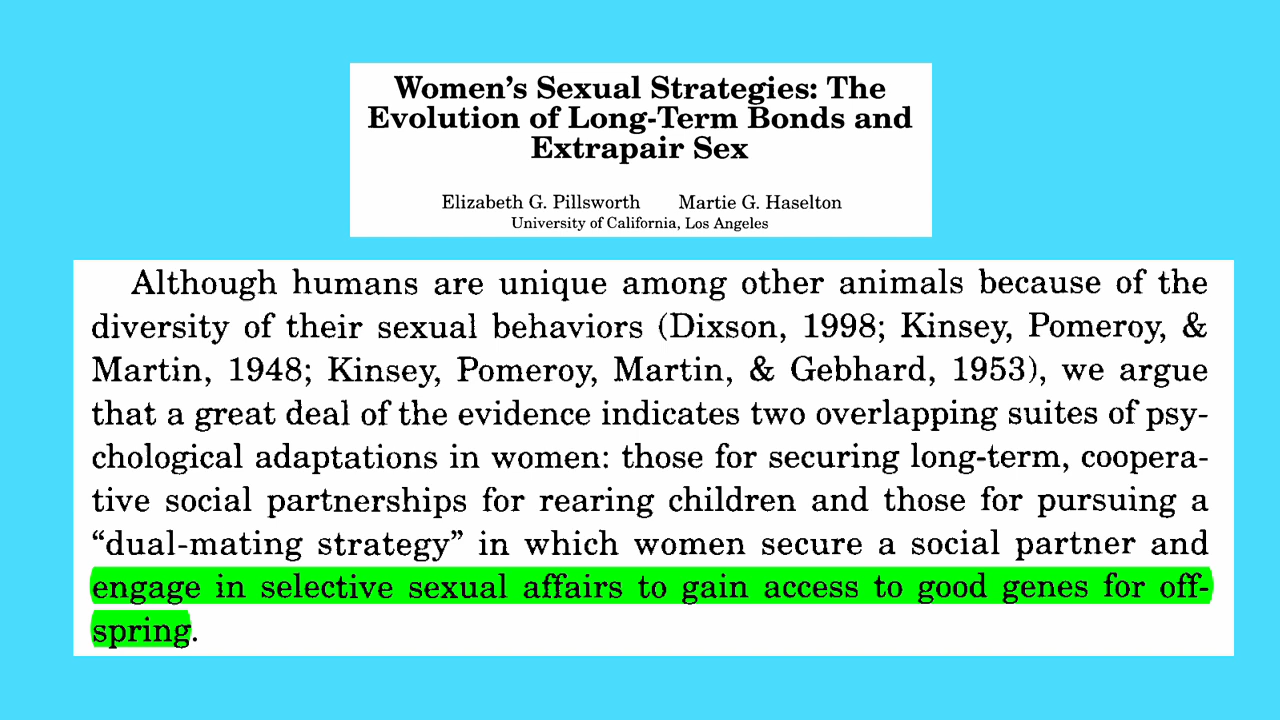 Women's Sexual Strategies: The
Evolution of Long-Term Bonds and
Extrapair Sex
Elizabeth G. Pillsworth Martie G. Haselton
University of California, Los Angeles
Although humans are unique among other animals because of the
diversity of their sexual behaviors (Dixson, 1998; Kinsey, Pomeroy, &
Martin, 1948; Kinsey, Pomeroy, Martin, & Gebhard, 1953), we argue
that a great deal of the evidence indicates two overlapping suites of psy-
chological adaptations in women: those for securing long-term, coopera-
tive social partnerships for rearing children and those for pursuing a
“dual-mating strategy” in which women secure a social partner and
engage in selective sexual affairs to gain access to good genes for off-
spring.